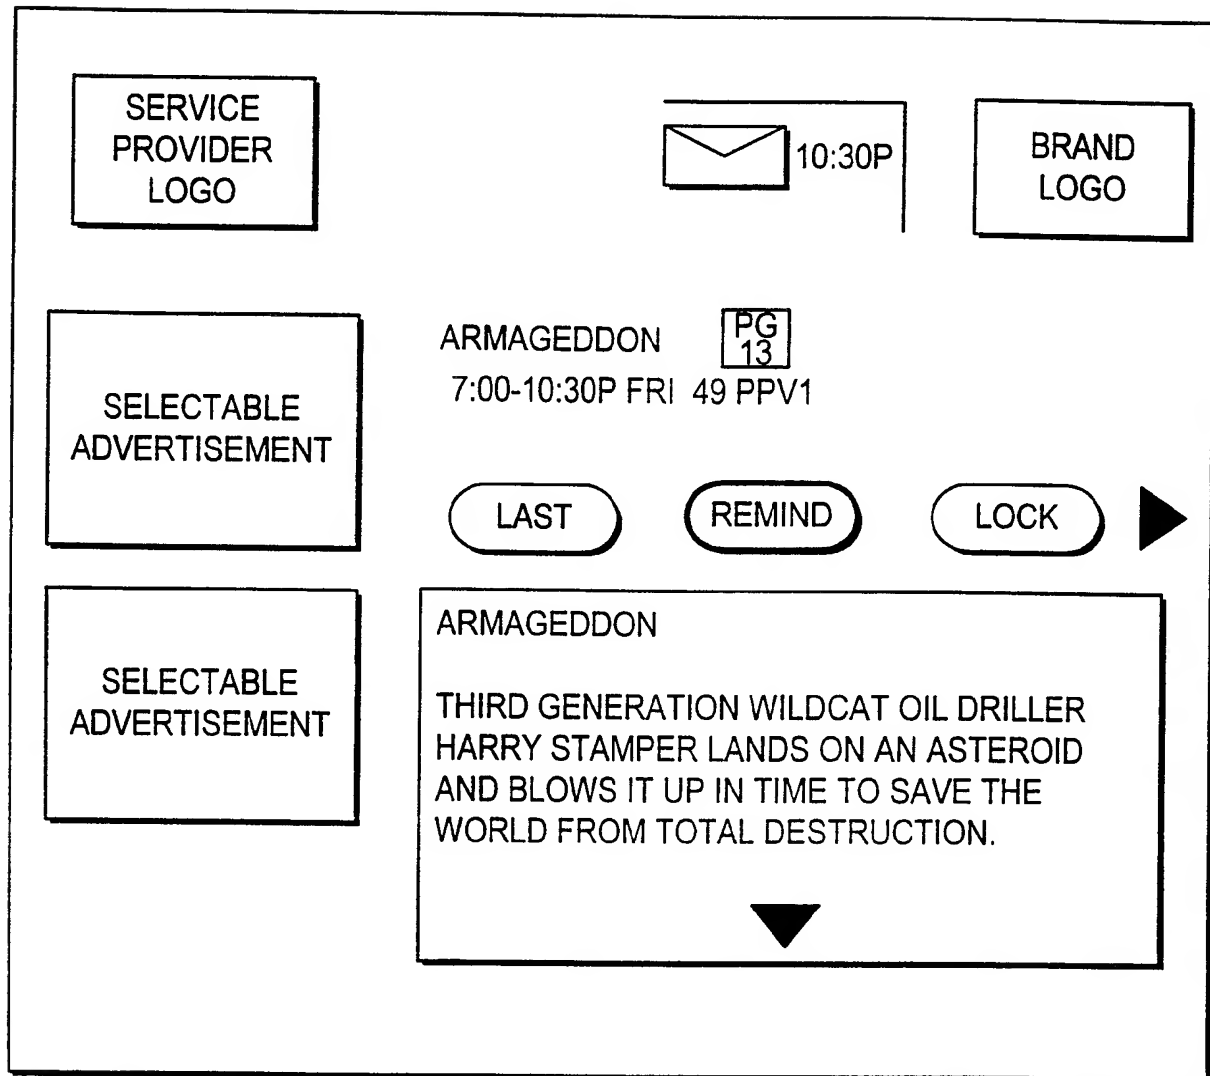 SERVICE
PROVIDER
LOGO
10:30P
BRAND
LOGO
SELECTABLE
ADVERTISEMENT
ARMAGEDDON
PG
13
7:00-10:30P FRI 49 PPV1
LAST
REMIND
LOCK
SELECTABLE
ADVERTISEMENT
ARMAGEDDON
THIRD GENERATION WILDCAT OIL DRILLER
HARRY STAMPER LANDS ON AN ASTEROID
AND BLOWS IT UP IN TIME TO SAVE THE
WORLD FROM TOTAL DESTRUCTION.